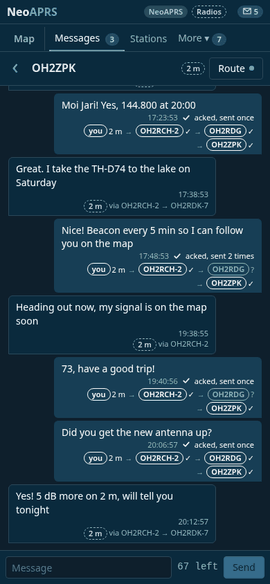 NeoAPRS NeoAPRS Radios 5
Map Messages 3 Stations More ▾ 7
OH2ZPK 2 m Route
Moi Jari! Yes, 144.800 at 20:00
17:23:53 ✓ acked, sent once
you 2 m → OH2RCH-2 ✓ → OH2RDG ✓
→ OH2ZPK ✓
Great. I take the TH-D74 to the lake on
Saturday
17:38:53
2 m via OH2RCH-2 → OH2RDK-7
Nice! Beacon every 5 min so I can follow
you on the map
17:48:53 ✓ acked, sent 2 times
you 2 m → OH2RCH-2 ✓ → OH2RDG ?
→ OH2ZPK ✓
Heading out now, my signal is on the map
soon
19:38:55
2 m via OH2RCH-2
73, have a good trip!
19:40:56 ✓ acked, sent once
you 2 m → OH2RCH-2 ✓ → OH2RDG ?
→ OH2ZPK ✓
Did you get the new antenna up?
20:06:57 ✓ acked, sent once
you 2 m → OH2RCH-2 ✓ → OH2RDG ✓
→ OH2ZPK ✓
Yes! 5 dB more on 2 m, will tell you
tonight
20:12:57
2 m via OH2RCH-2 → OH2RDK-7
Message 67 left Send